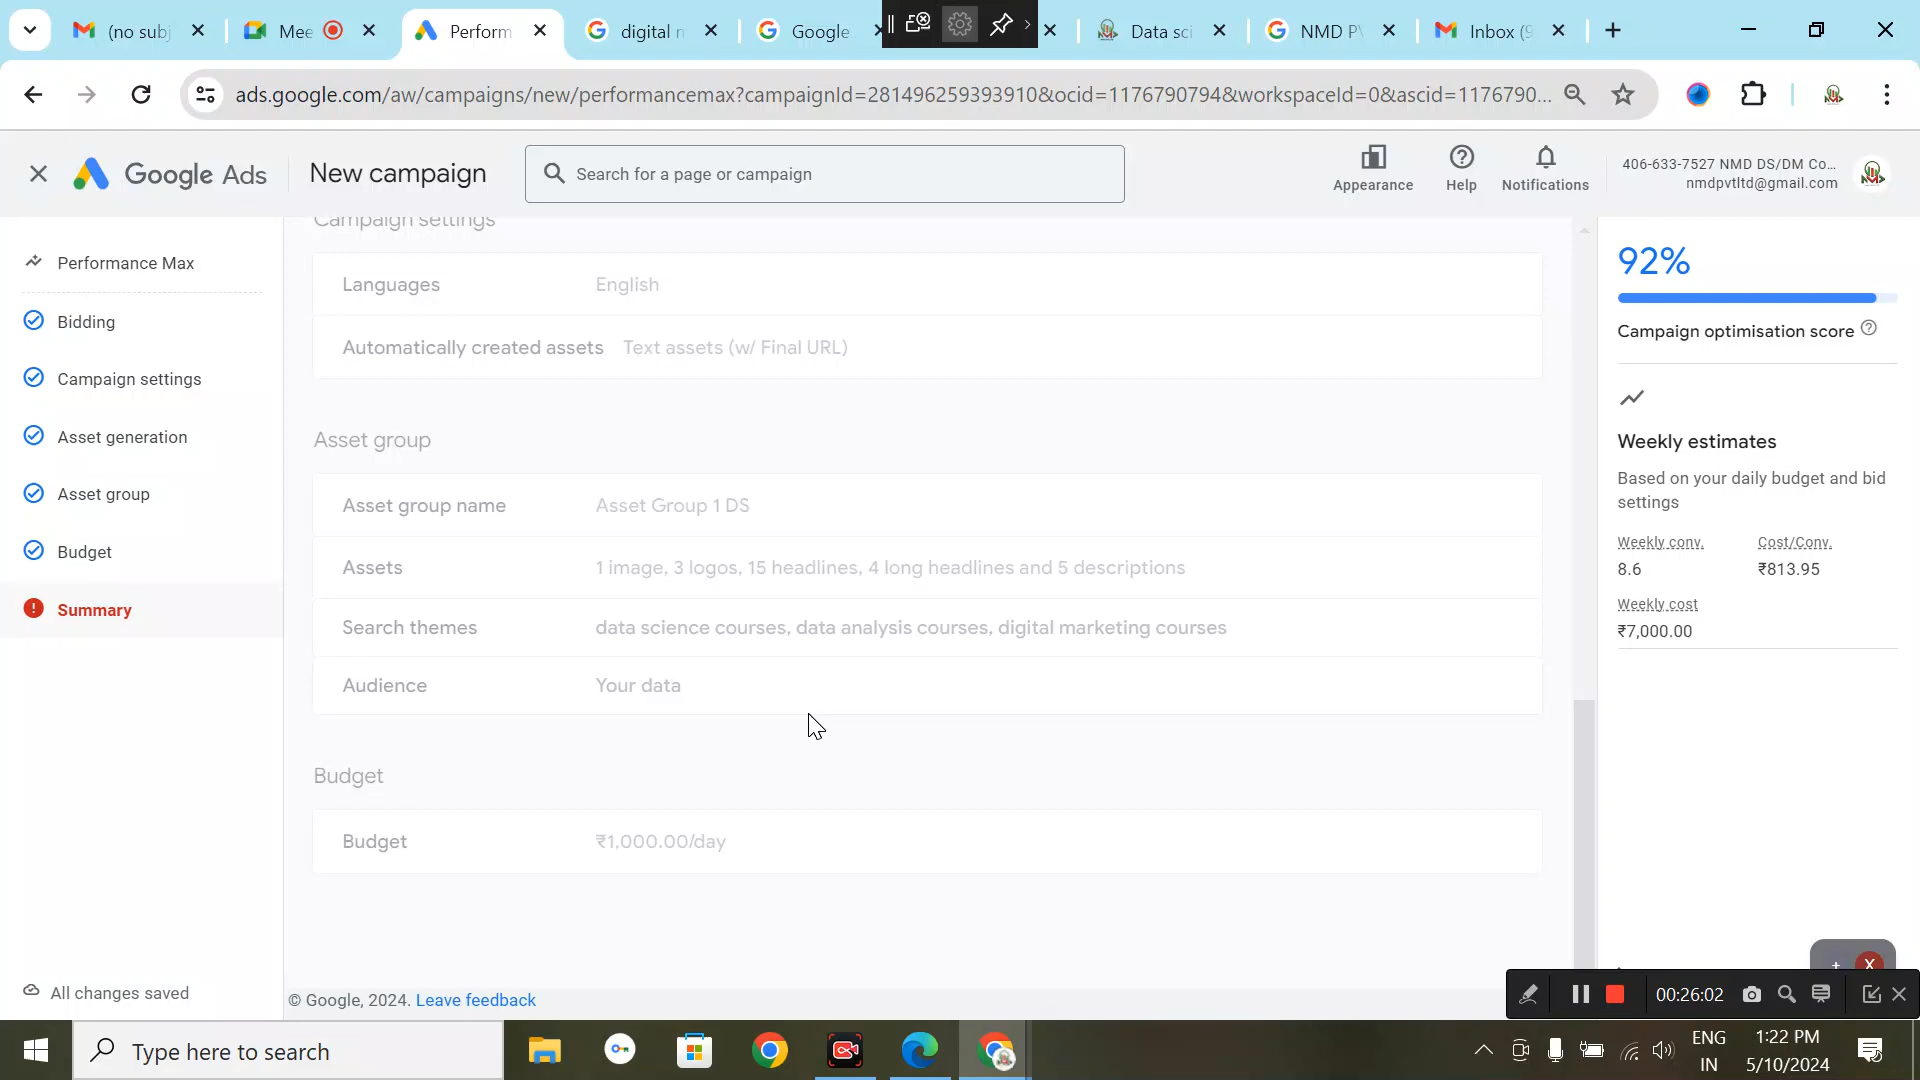 (no subj
Mee
Perform
digital n
Google
Data sci
NMD P
Inbox (9
ads.google.com/aw/campaigns/new/performancemax?campaignId=281496259393910&ocid=1176790794&workspaceId=0&ascid=1176790...
Google Ads
New campaign
Search for a page or campaign
Appearance
Help
Notifications
406-633-7527 NMD DS/DM Co...
nmdpvtltd@gmail.com
Performance Max
Bidding
Campaign settings
Asset generation
Asset group
Budget
Summary
All changes saved
Campaign settings
Languages English
Automatically created assets Text assets (w/ Final URL)
Asset group
Asset group name Asset Group 1 DS
Assets 1 image, 3 logos, 15 headlines, 4 long headlines and 5 descriptions
Search themes data science courses, data analysis courses, digital marketing courses
Audience Your data
Budget
Budget ₹1,000.00/day
© Google, 2024. Leave feedback
92%
Campaign optimisation score
Weekly estimates
Based on your daily budget and bid
settings
Weekly conv. Cost/Conv.
8.6 ₹813.95
Weekly cost
₹7,000.00
+ X
00:26:02
Type here to search
ENG
IN
1:22 PM
5/10/2024